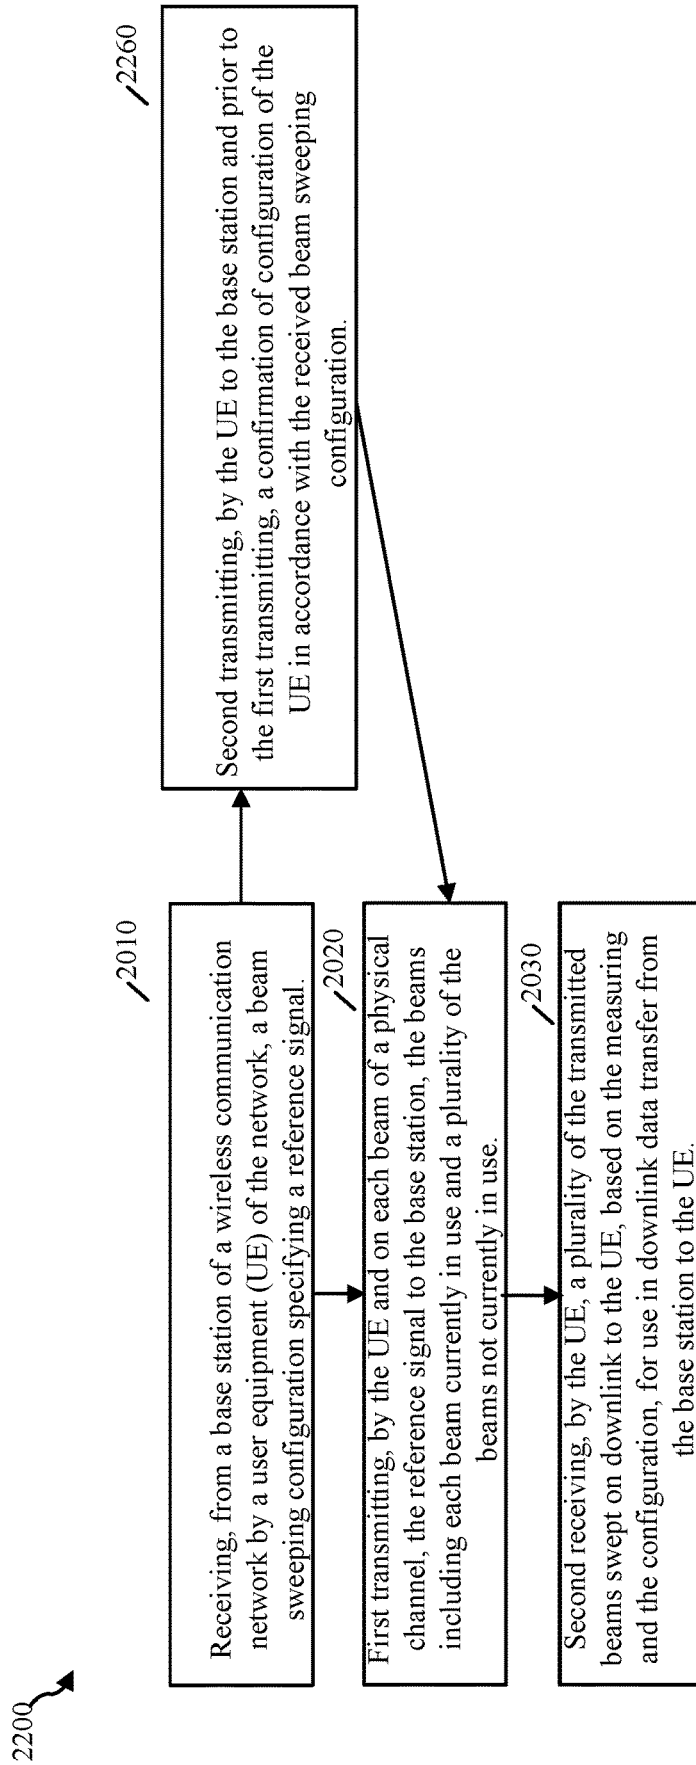 2200
2010
Receiving, from a base station of a wireless communication
network by a user equipment (UE) of the network, a beam
sweeping configuration specifying a reference signal.
2260
Second transmitting, by the UE to the base station and prior to
the first transmitting, a confirmation of configuration of the
UE in accordance with the received beam sweeping
configuration.
2020
First transmitting, by the UE and on each beam of a physical
channel, the reference signal to the base station, the beams
including each beam currently in use and a plurality of the
beams not currently in use.
2030
Second receiving, by the UE, a plurality of the transmitted
beams swept on downlink to the UE, based on the measuring
and the configuration, for use in downlink data transfer from
the base station to the UE.